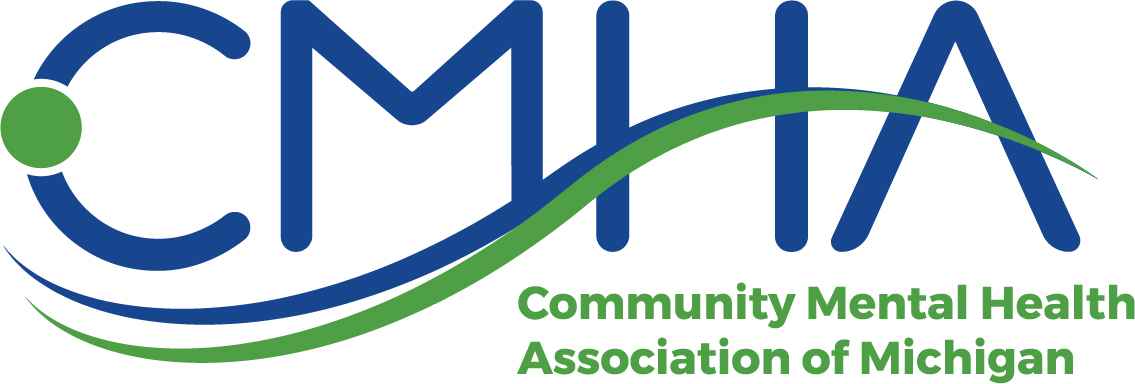 CMHA
Community Mental Health
Association of Michigan